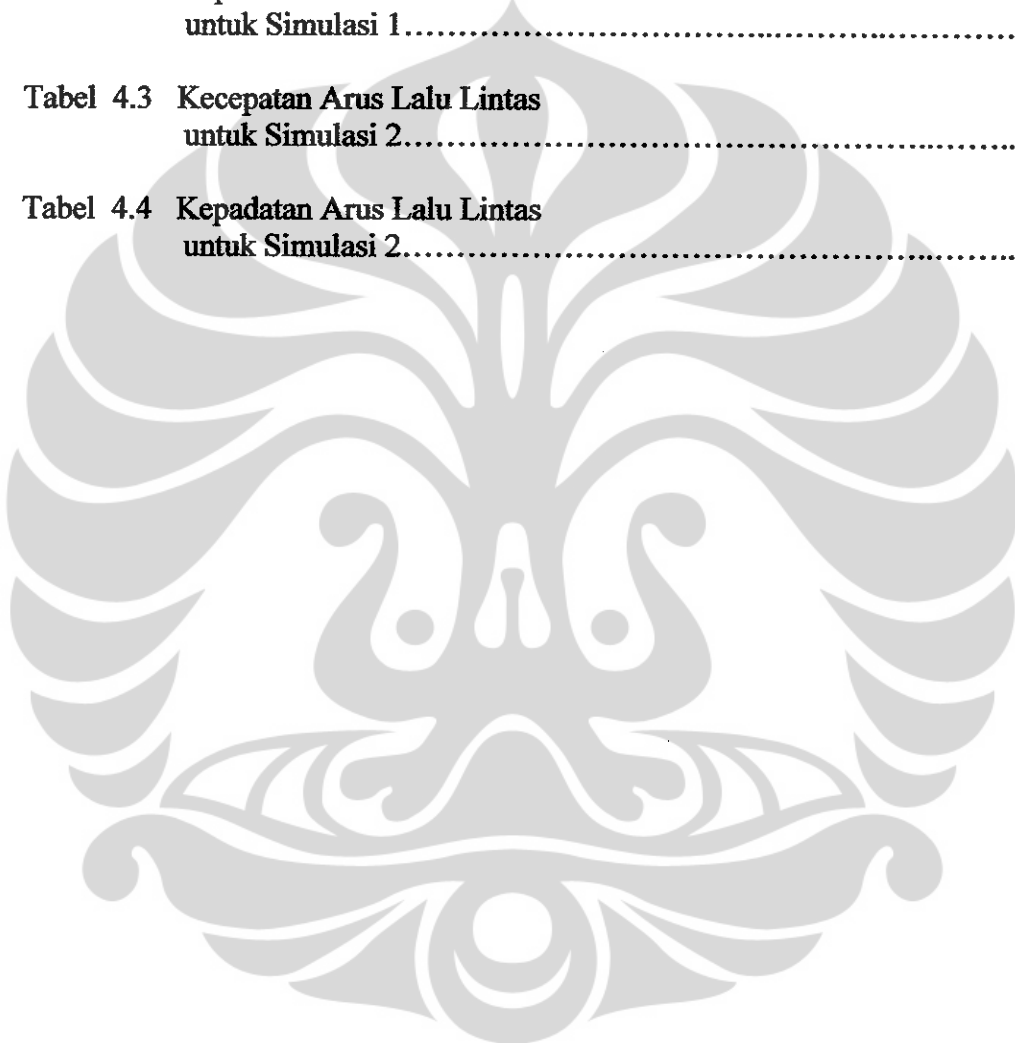 untuk Simulasi 1...........................................................
Tabel 4.3 Kecepatan Arus Lalu Lintas
untuk Simulasi 2...........................................................
Tabel 4.4 Kepadatan Arus Lalu Lintas
untuk Simulasi 2...........................................................